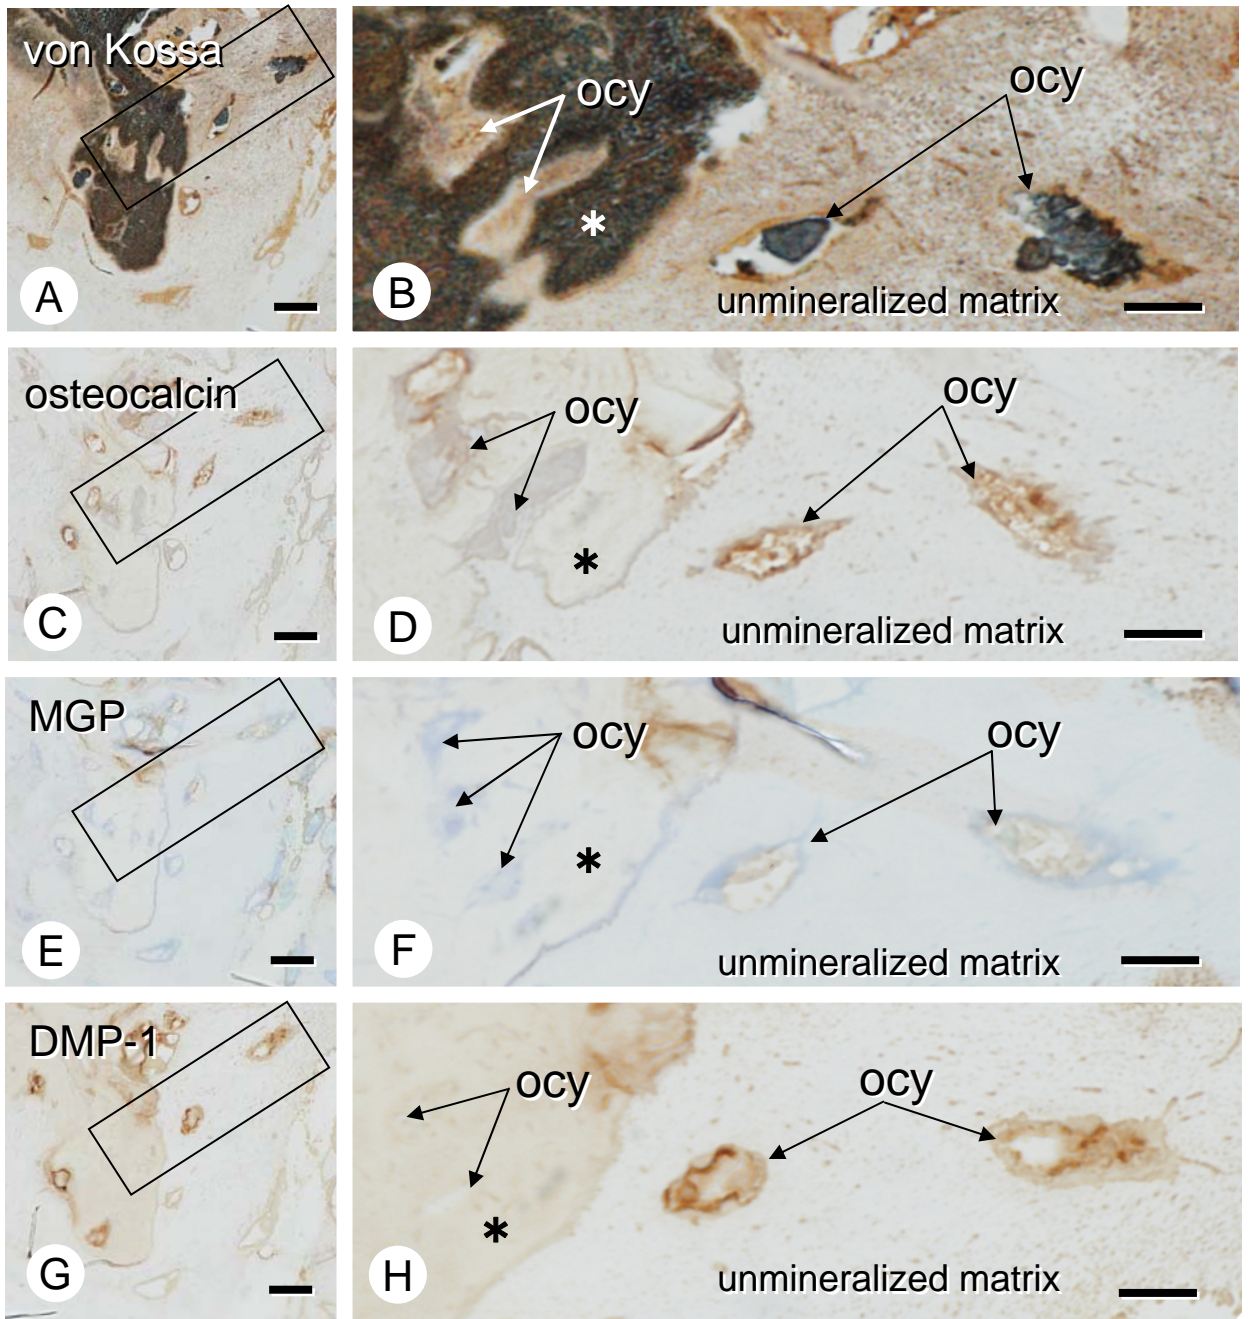 von Kossa
A
ocy
ocy
*
B
unmineralized matrix
osteocalcin
C
ocy
ocy
*
D
unmineralized matrix
MGP
E
ocy
ocy
*
F
unmineralized matrix
DMP-1
G
ocy
ocy
*
H
unmineralized matrix